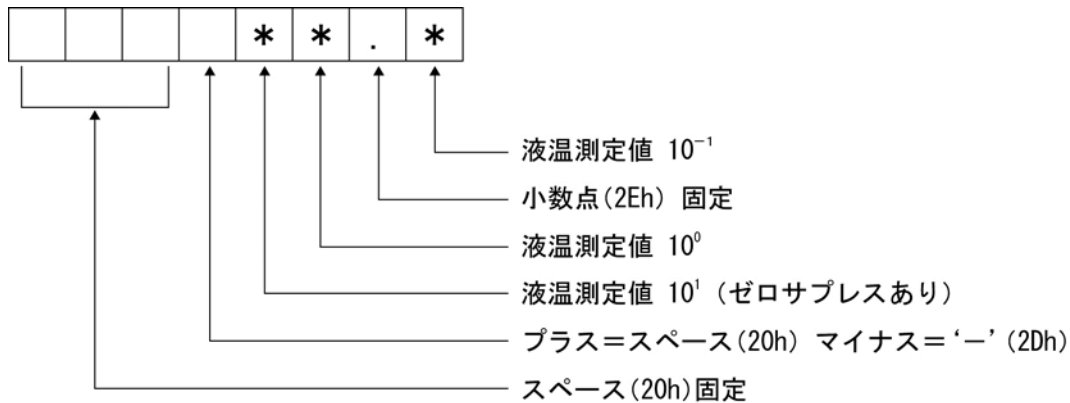 * * . *
液温測定値 10⁻¹
小数点(2Eh) 固定
液温測定値 10⁰
液温測定値 10¹ (ゼロサプレスあり)
プラス=スペース(20h) マイナス=‘-’(2Dh)
スペース(20h)固定